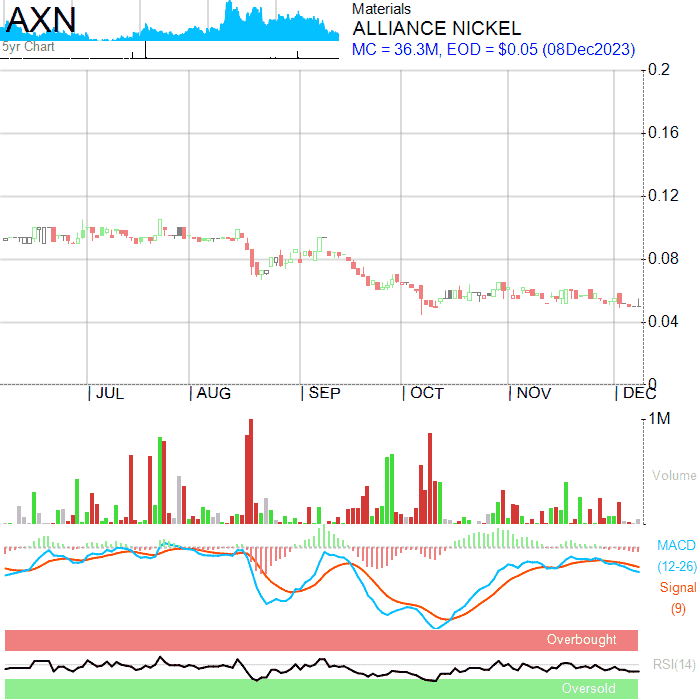 AXN
5yr Chart
Materials
ALLIANCE NICKEL
MC = 36.3M, EOD = $0.05 (08Dec2023)
0.2
0.16
0.12
0.08
0.04
0
JUL AUG SEP OCT NOV DEC
1M
Volume
MACD
(12-26)
Signal
(9)
Overbought
RSI(14)
Oversold